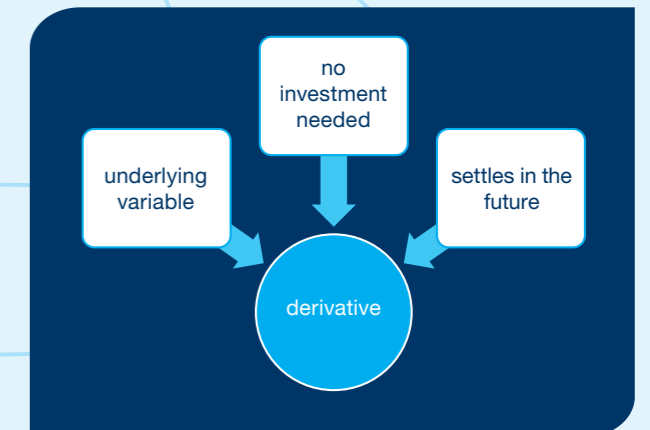 no
investment
needed
underlying
variable
settles in the
future
derivative